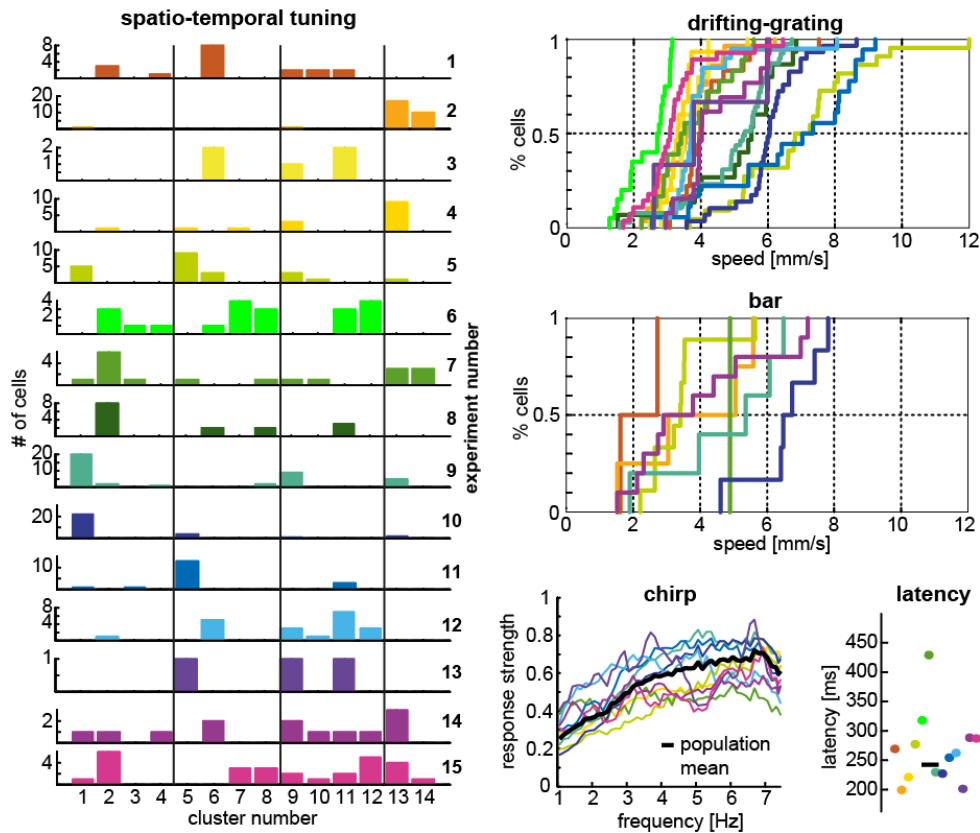 spatio-temporal tuning
8
4
1
20
10
2
2
1
3
10
5
4
10
5
5
4
2
6
4
7
8
4
8
20
10
9
20
10
10
11
8
4
12
1
13
2
14
4
15
1 2 3 4 5 6 7 8 9 10 11 12 13 14
cluster number
# of cells
experiment number
drifting-grating
1
0.5
0
% cells
0 2 4 6 8 10 12
speed [mm/s]
bar
1
0.5
0
% cells
0 2 4 6 8 10 12
speed [mm/s]
chirp
1
0.8
0.6
0.4
0.2
0
response strength
population
mean
1 2 3 4 5 6 7
frequency [Hz]
latency
450
400
350
300
250
200
latency [ms]